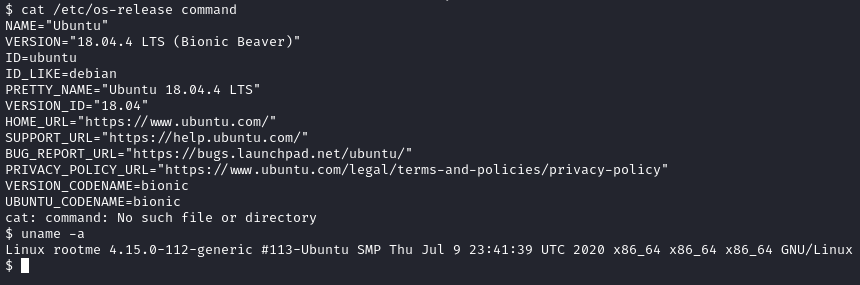 $ cat /etc/os-release command
NAME="Ubuntu"
VERSION="18.04.4 LTS (Bionic Beaver)"
ID=ubuntu
ID_LIKE=debian
PRETTY_NAME="Ubuntu 18.04.4 LTS"
VERSION_ID="18.04"
HOME_URL="https://www.ubuntu.com/"
SUPPORT_URL="https://help.ubuntu.com/"
BUG_REPORT_URL="https://bugs.launchpad.net/ubuntu/"
PRIVACY_POLICY_URL="https://www.ubuntu.com/legal/terms-and-policies/privacy-policy"
VERSION_CODENAME=bionic
UBUNTU_CODENAME=bionic
cat: command: No such file or directory
$ uname -a
Linux rootme 4.15.0-112-generic #113-Ubuntu SMP Thu Jul 9 23:41:39 UTC 2020 x86_64 x86_64 x86_64 GNU/Linux
$